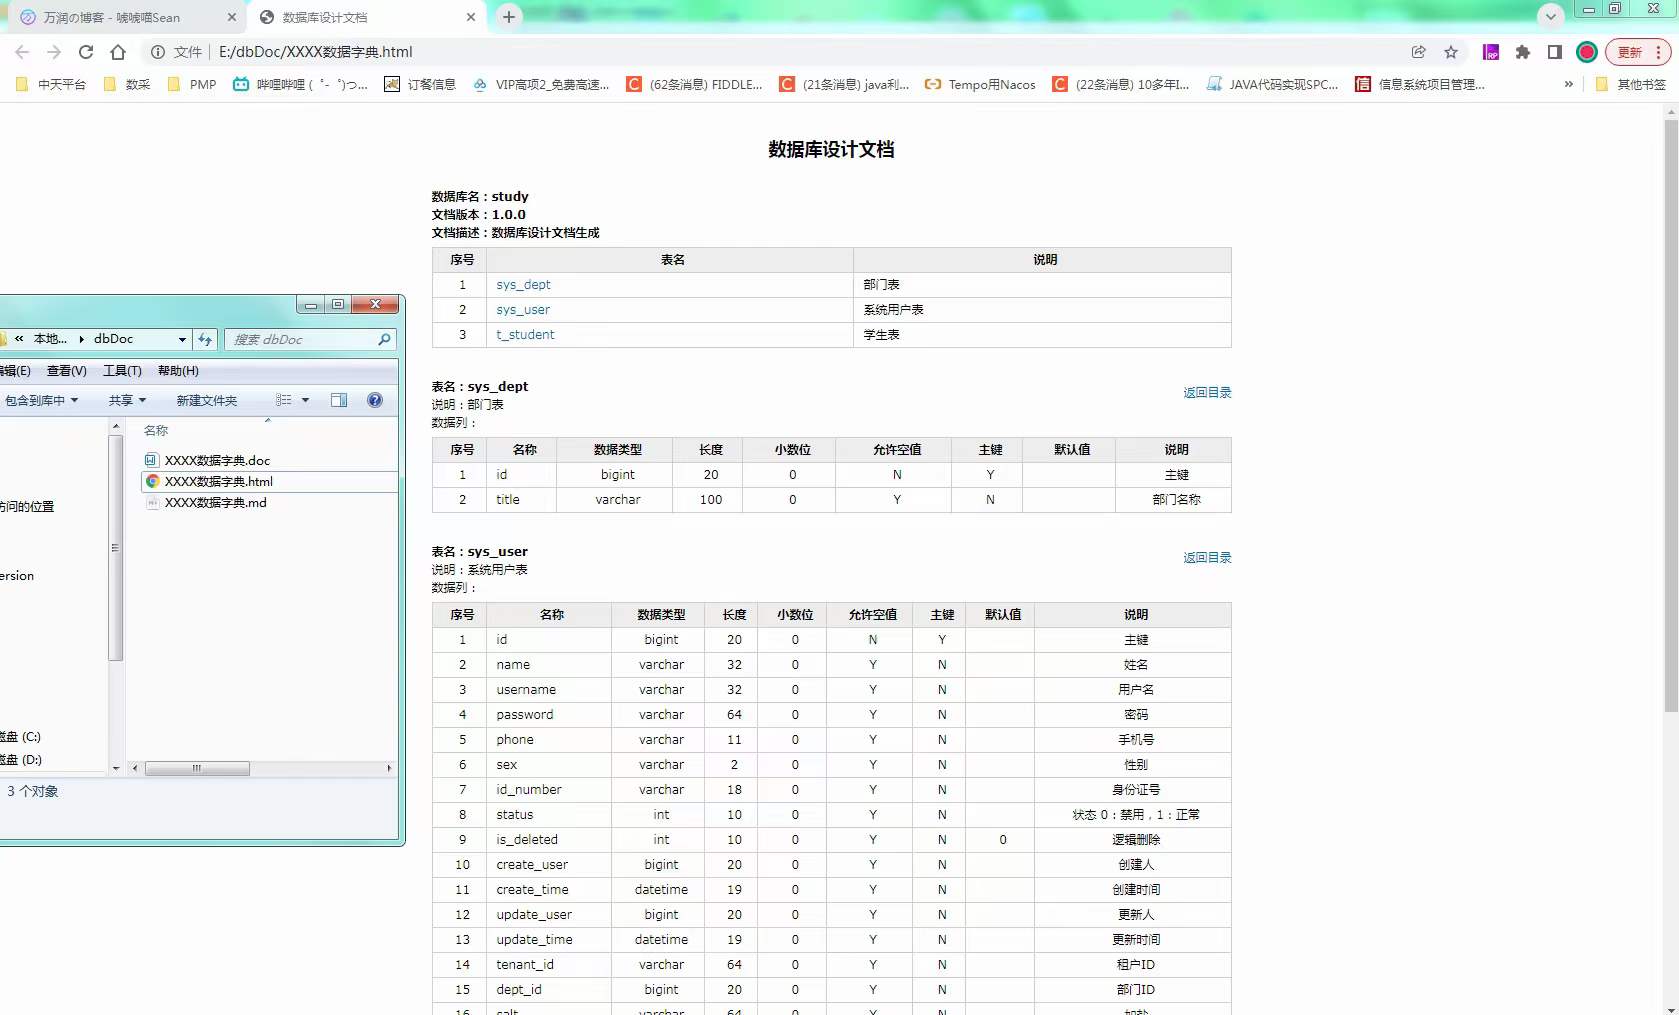 万润の博客 - 唛唛喵Sean
数据库设计文档
文件
E:/dbDoc/XXXX数据字典.html
更新
中天平台
数采
PMP
哔哩哔哩 ( ゜- ゜)つ...
订餐信息
VIP高项2_免费高速...
(62条消息) FIDDLE...
(21条消息) java利...
Tempo用Nacos
(22条消息) 10多年I...
JAVA代码实现SPC...
信息系统项目管理...
»
其他书签
数据库设计文档
数据库名：study
文档版本：1.0.0
文档描述：数据库设计文档生成
序号 表名 说明
1 sys_dept 部门表
2 sys_user 系统用户表
3 t_student 学生表
表名：sys_dept
返回目录
说明：部门表
数据列：
序号 名称 数据类型 长度 小数位 允许空值 主键 默认值 说明
1 id bigint 20 0 N Y 主键
2 title varchar 100 0 Y N 部门名称
表名：sys_user
返回目录
说明：系统用户表
数据列：
序号 名称 数据类型 长度 小数位 允许空值 主键 默认值 说明
1 id bigint 20 0 N Y 主键
2 name varchar 32 0 Y N 姓名
3 username varchar 32 0 Y N 用户名
4 password varchar 64 0 Y N 密码
5 phone varchar 11 0 Y N 手机号
6 sex varchar 2 0 Y N 性别
7 id_number varchar 18 0 Y N 身份证号
8 status int 10 0 Y N 状态 0：禁用，1：正常
9 is_deleted int 10 0 Y N 0 逻辑删除
10 create_user bigint 20 0 Y N 创建人
11 create_time datetime 19 0 Y N 创建时间
12 update_user bigint 20 0 Y N 更新人
13 update_time datetime 19 0 Y N 更新时间
14 tenant_id varchar 64 0 Y N 租户ID
15 dept_id bigint 20 0 Y N 部门ID
16 salt varchar 64 0 Y N 加盐
« 本地... dbDoc
搜索 dbDoc
编辑(E) 查看(V) 工具(T) 帮助(H)
包含到库中 共享 新建文件夹
名称
XXXX数据字典.doc
XXXX数据字典.html
XXXX数据字典.md
访问的位置
ersion
磁盘 (C:)
磁盘 (D:)
3 个对象